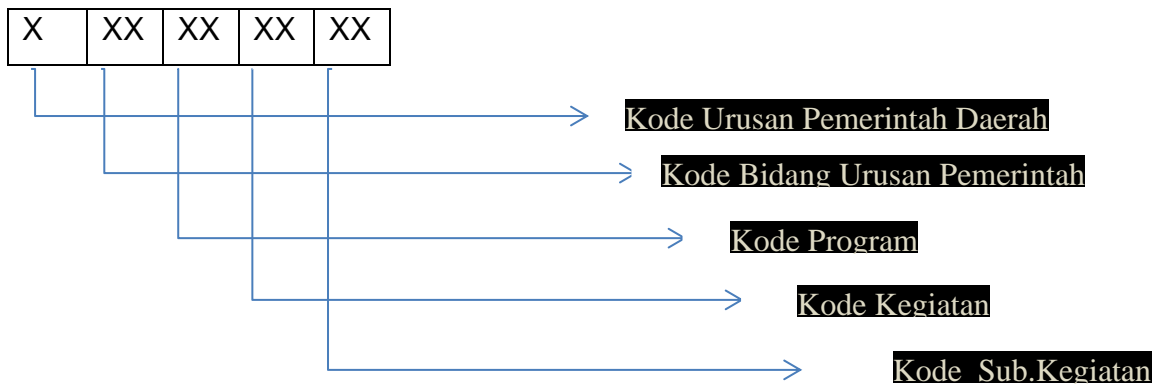 X XX XX XX XX
Kode Urusan Pemerintah Daerah
Kode Bidang Urusan Pemerintah
Kode Program
Kode Kegiatan
Kode Sub.Kegiatan